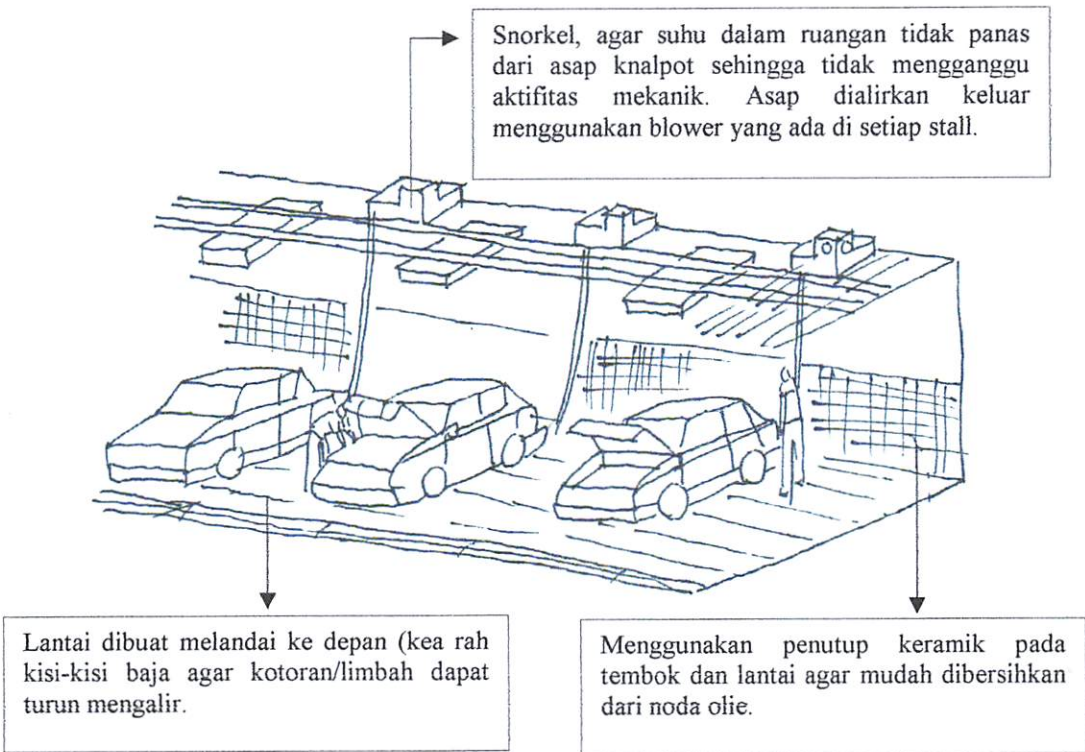 Snorkel, agar suhu dalam ruangan tidak panas
dari asap knalpot sehingga tidak mengganggu
aktifitas mekanik. Asap dialirkan keluar
menggunakan blower yang ada di setiap stall.
Lantai dibuat melandai ke depan (kea rah
kisi-kisi baja agar kotoran/limbah dapat
turun mengalir.
Menggunakan penutup keramik pada
tembok dan lantai agar mudah dibersihkan
dari noda olie.